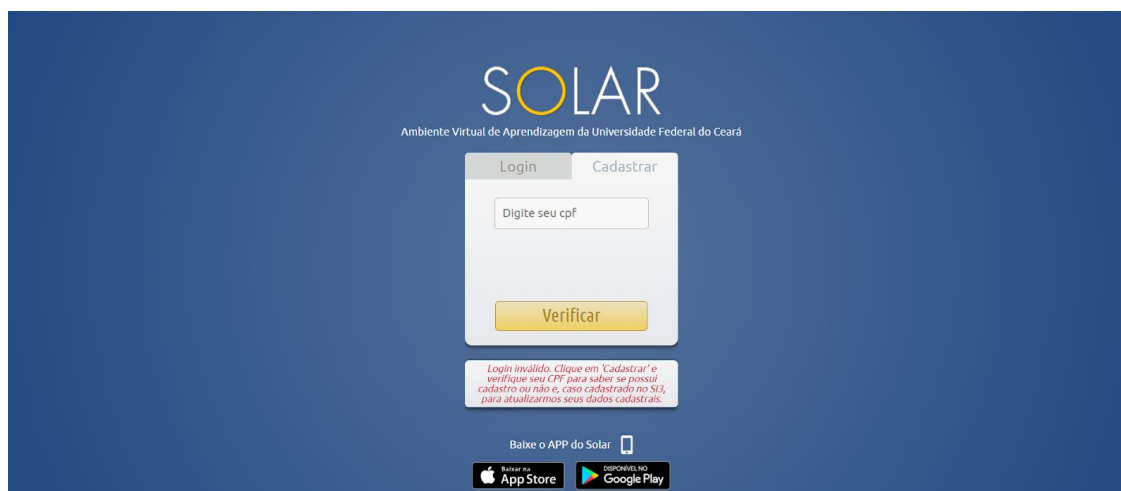 SOLAR
Ambiente Virtual de Aprendizagem da Universidade Federal do Ceará
Login Cadastrar
Digite seu cpf
Verificar
Login inválido. Clique em 'Cadastrar' e
verifique seu CPF para saber se possui
cadastro ou não e, caso cadastrado no SI3,
para atualizarmos seus dados cadastrais.
Baixe o APP do Solar
Baixar na
App Store
DISPONÍVEL NO
Google Play